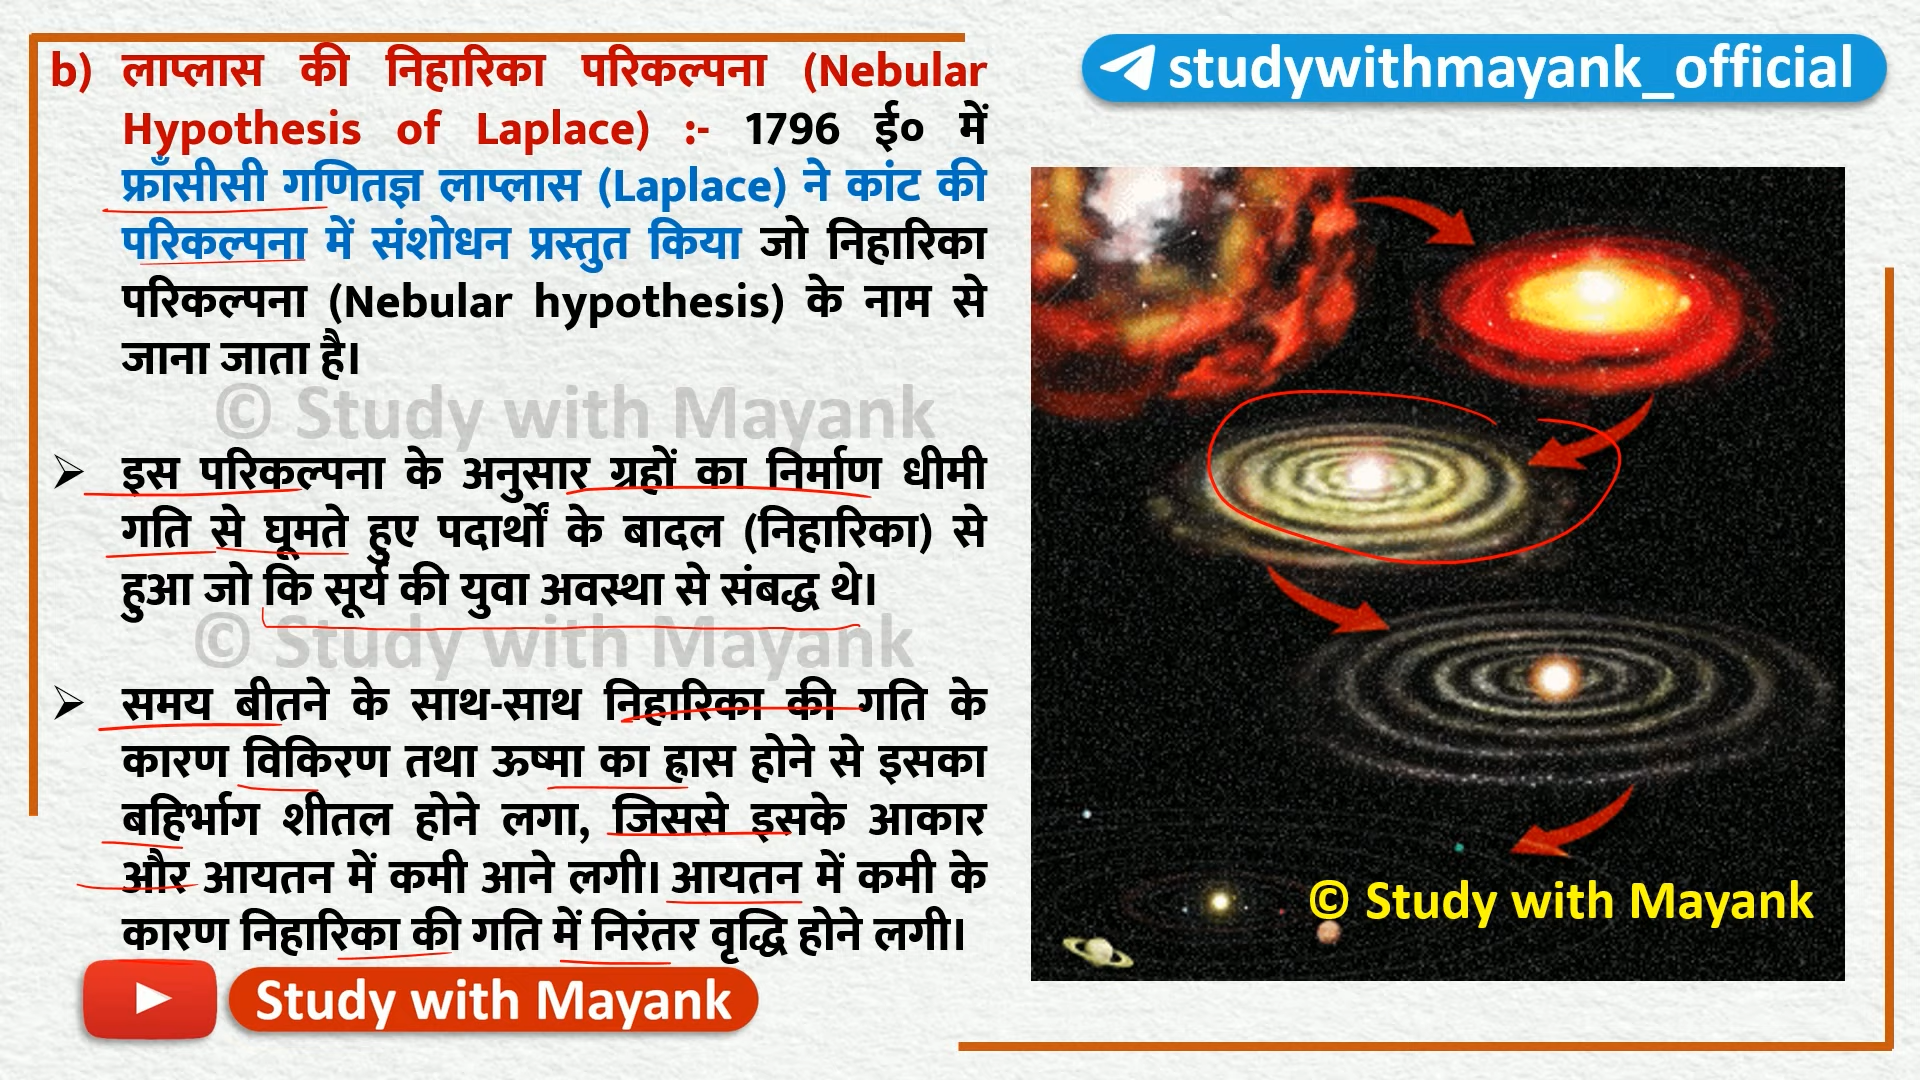 b) लाप्लास की निहारिका परिकल्पना (Nebular
Hypothesis of Laplace) :- 1796 ई० में
फ्राँसीसी गणितज्ञ लाप्लास (Laplace) ने कांट की
परिकल्पना में संशोधन प्रस्तुत किया जो निहारिका
परिकल्पना (Nebular hypothesis) के नाम से
जाना जाता है।
© Study with Mayank
➢ इस परिकल्पना के अनुसार ग्रहों का निर्माण धीमी
गति से घूमते हुए पदार्थों के बादल (निहारिका) से
हुआ जो कि सूर्य की युवा अवस्था से संबद्ध थे।
© Study with Mayank
➢ समय बीतने के साथ-साथ निहारिका की गति के
कारण विकिरण तथा ऊष्मा का ह्रास होने से इसका
बहिर्भाग शीतल होने लगा, जिससे इसके आकार
और आयतन में कमी आने लगी। आयतन में कमी के
कारण निहारिका की गति में निरंतर वृद्धि होने लगी।
Study with Mayank
studywithmayank_official
© Study with Mayank